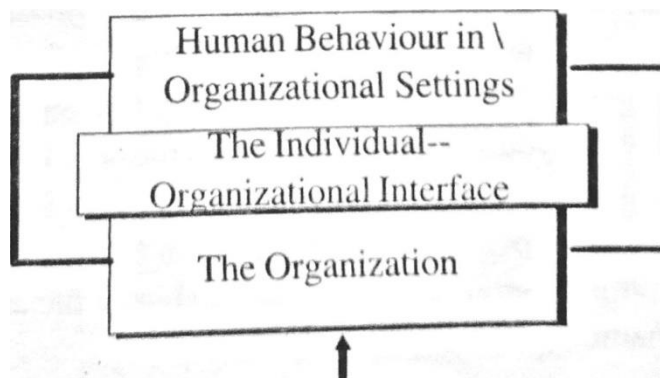 Human Behaviour in \
Organizational Settings
The Individual--
Organizational Interface
The Organization